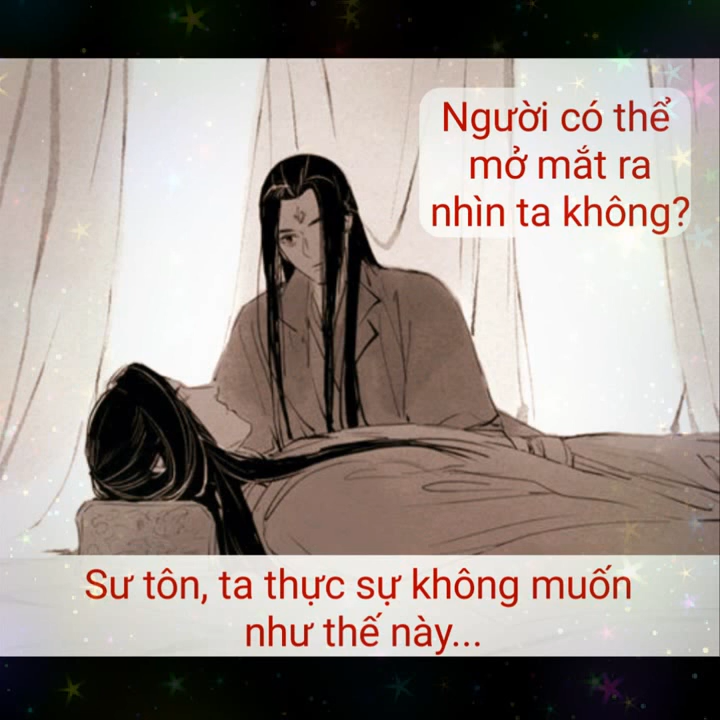 Người có thể
mở mắt ra
nhìn ta không?
Sư tôn, ta thực sự không muốn
như thế này...